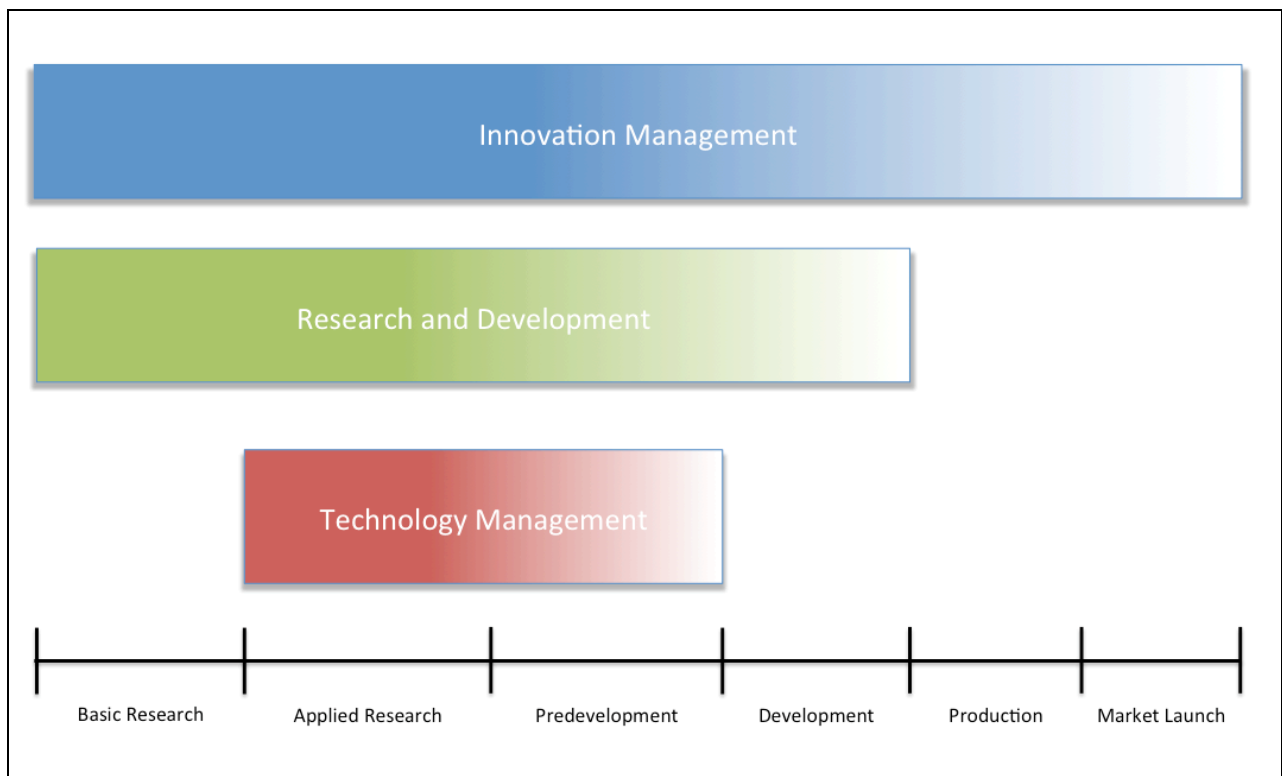 Innovation Management
Research and Development
Technology Management
Basic Research
Applied Research
Predevelopment
Development
Production
Market Launch